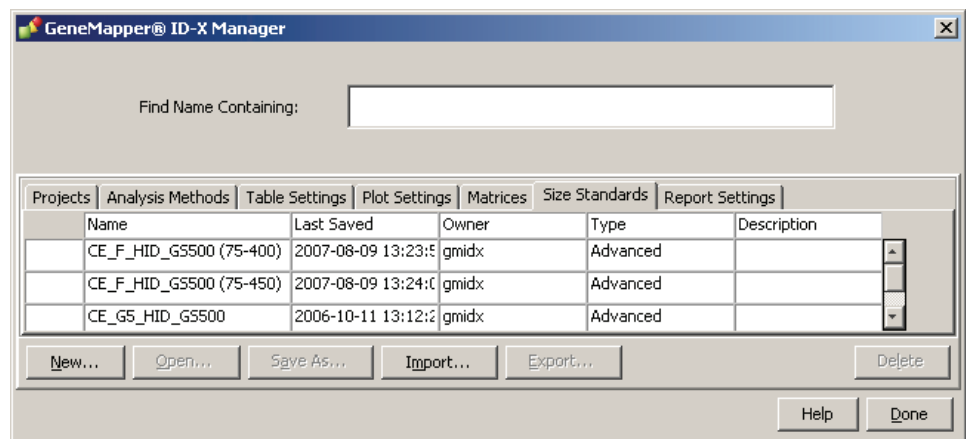 GeneMapper® ID-X Manager
Find Name Containing:
Projects Analysis Methods Table Settings Plot Settings Matrices Size Standards Report Settings
Name Last Saved Owner Type Description
CE_F_HID_GS500 (75-400) 2007-08-09 13:23:5 gmidx Advanced
CE_F_HID_GS500 (75-450) 2007-08-09 13:24:0 gmidx Advanced
CE_G5_HID_GS500 2006-10-11 13:12:2 gmidx Advanced
New... Open... Save As... Import... Export... Delete
Help Done